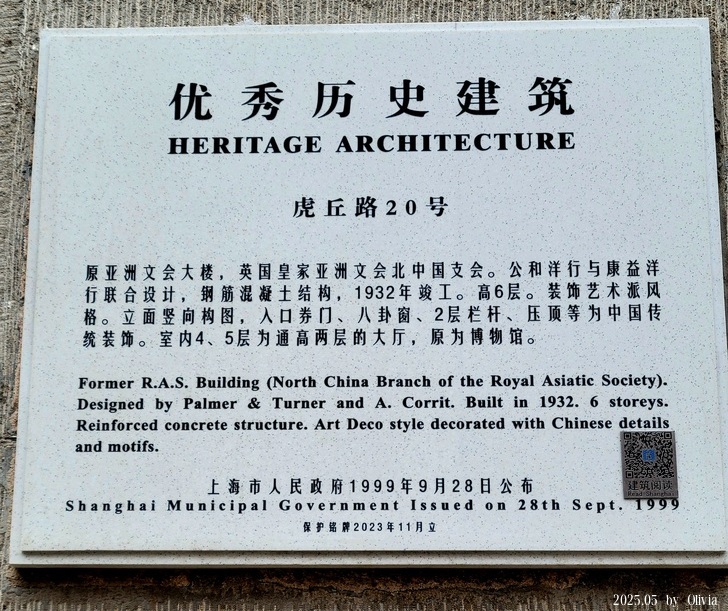 优秀历史建筑
HERITAGE ARCHITECTURE
虎丘路20号
原亚洲文会大楼，英国皇家亚洲文会北中国支会。公和洋行与康益洋
行联合设计，钢筋混凝土结构，1932年竣工。高6层。装饰艺术派风
格。立面竖向构图，入口券门、八卦窗、2层栏杆、压顶等为中国传
统装饰。室内4、5层为通高两层的大厅，原为博物馆。
Former R.A.S. Building (North China Branch of the Royal Asiatic Society).
Designed by Palmer & Turner and A. Corrit. Built in 1932. 6 storeys.
Reinforced concrete structure. Art Deco style decorated with Chinese details
and motifs.
建筑阅读
Read Shanghai
上海市人民政府1999年9月28日公布
Shanghai Municipal Government Issued on 28th Sept. 1999
保护铭牌2023年11月立
2025.05 by Olivia